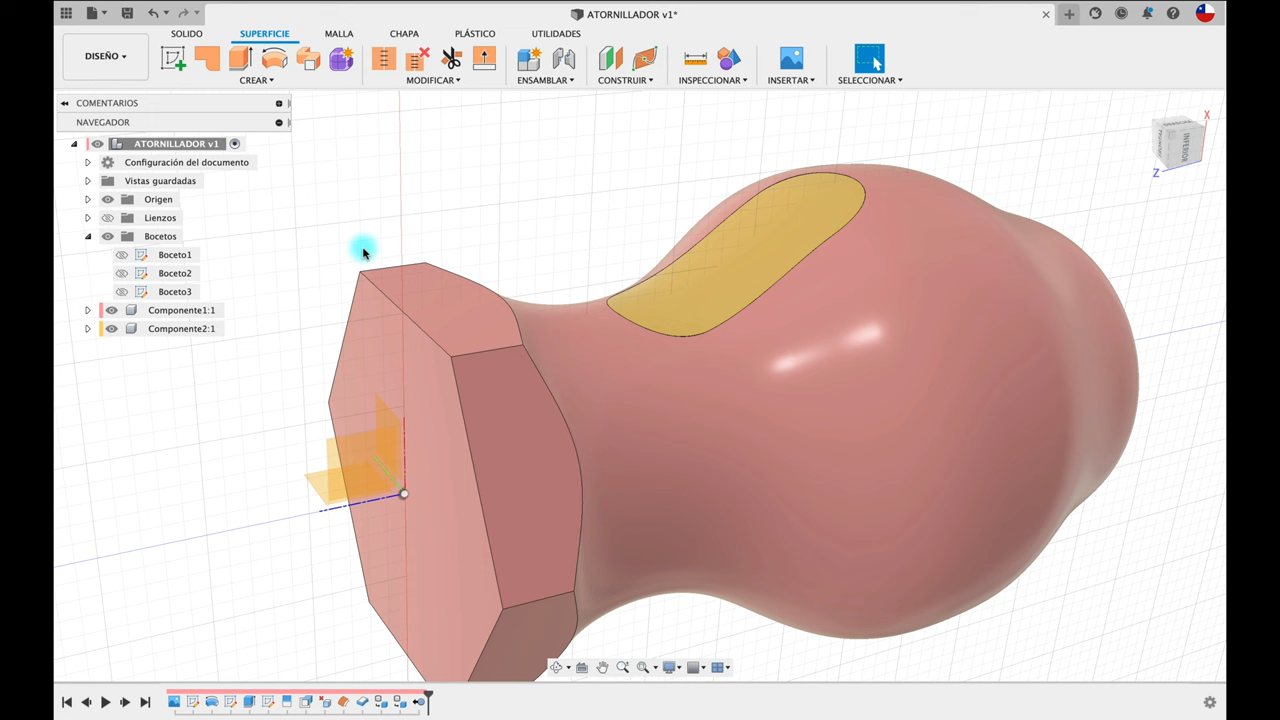 ATORNILLADOR v1*
SOLIDO SUPERFICIE MALLA CHAPA PLÁSTICO UTILIDADES
DISEÑO
CREAR MODIFICAR ENSAMBLAR CONSTRUIR INSPECCIONAR INSERTAR SELECCIONAR
COMENTARIOS
NAVEGADOR
ATORNILLADOR v1
Configuración del documento
Vistas guardadas
Origen
Lienzos
Bocetos
Boceto1
Boceto2
Boceto3
Componente1:1
Componente2:1
X
INFERIOR
Z